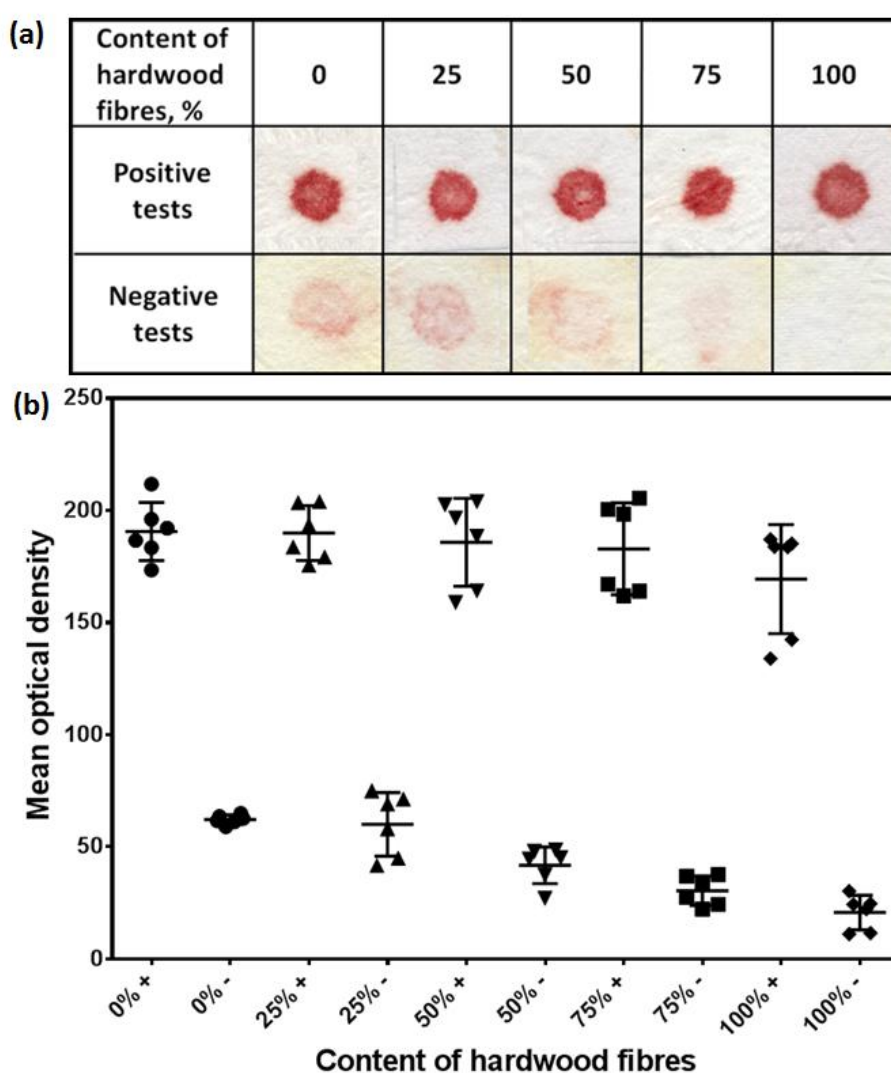 (a)
Content of
hardwood
fibres, %
0 25 50 75 100
Positive
tests
Negative
tests
(b)
250
200
150
100
50
0
Mean optical density
0%+ 0%- 25%+ 25%- 50%+ 50%- 75%+ 75%- 100%+ 100%-
Content of hardwood fibres